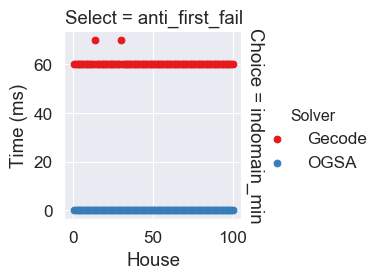 Select = anti_first_fail
Choice = indomain_min
Time (ms)
60
40
20
0
0
50
100
House
Solver
Gecode
OGSA